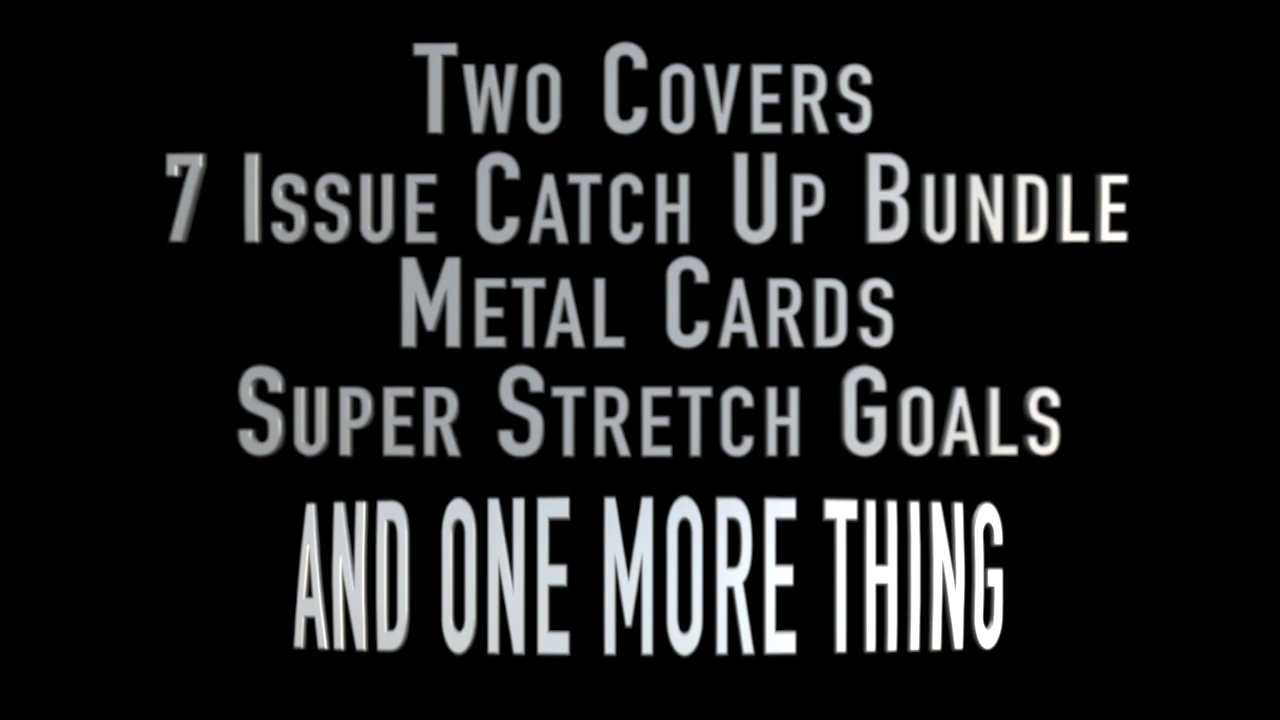 Two Covers
7 Issue Catch Up Bundle
Metal Cards
Super Stretch Goals
AND ONE MORE THING